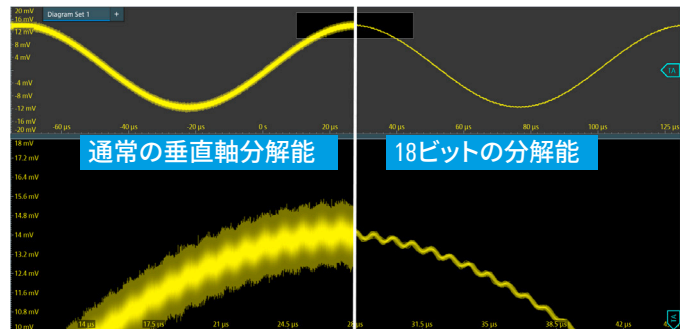 20 mV
Diagram Set 1 +
16 mV
12 mV
8 mV
4 mV
-4 mV
-8 mV
-12 mV
-16 mV
-20 mV
-60 µs -40 µs -20 µs 0 s 20 µs 40 µs 60 µs 80 µs 100 µs 125 µs
1A
18 mV
通常の垂直軸分解能 18ビットの分解能
17.2 mV
16.4 mV
15.6 mV
14.8 mV
14 mV
13.2 mV
12.4 mV
11.6 mV
10.8 mV
10 mV
14 µs 17.5 µs 21 µs 24.5 µs 28 31.5 µs 35 µs 38.5 µs 42 µs